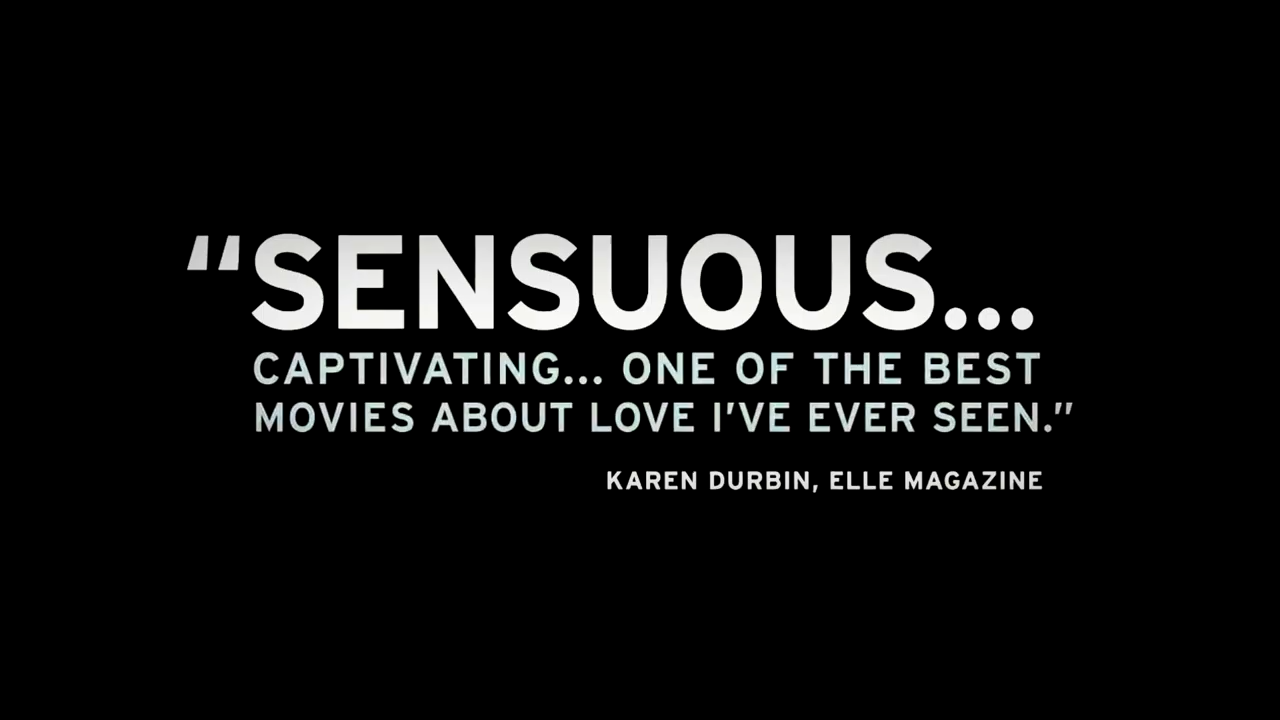 “SENSUOUS...
CAPTIVATING... ONE OF THE BEST
MOVIES ABOUT LOVE I’VE EVER SEEN.”
KAREN DURBIN, ELLE MAGAZINE